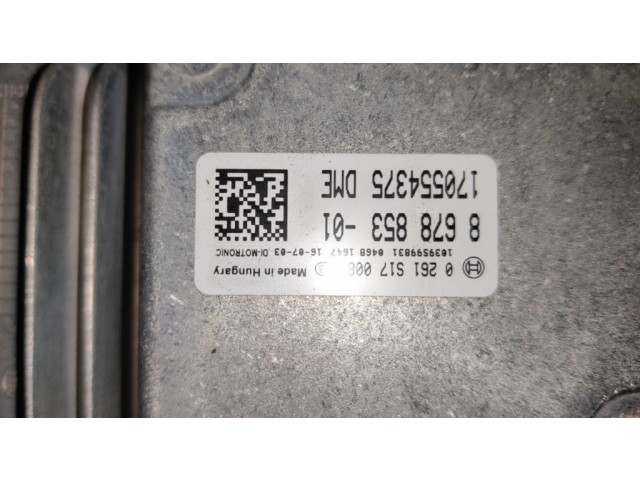 0 261 S17 008 Made in Hungary
1039S99831 0468 1647 16-07-03 DI-MOTRONIC
8 678 853 -01
170554375 DME